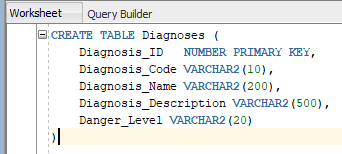 Worksheet Query Builder
CREATE TABLE Diagnoses (
Diagnosis_ID NUMBER PRIMARY KEY,
Diagnosis_Code VARCHAR2(10),
Diagnosis_Name VARCHAR2(200),
Diagnosis_Description VARCHAR2(500),
Danger_Level VARCHAR2(20)
)